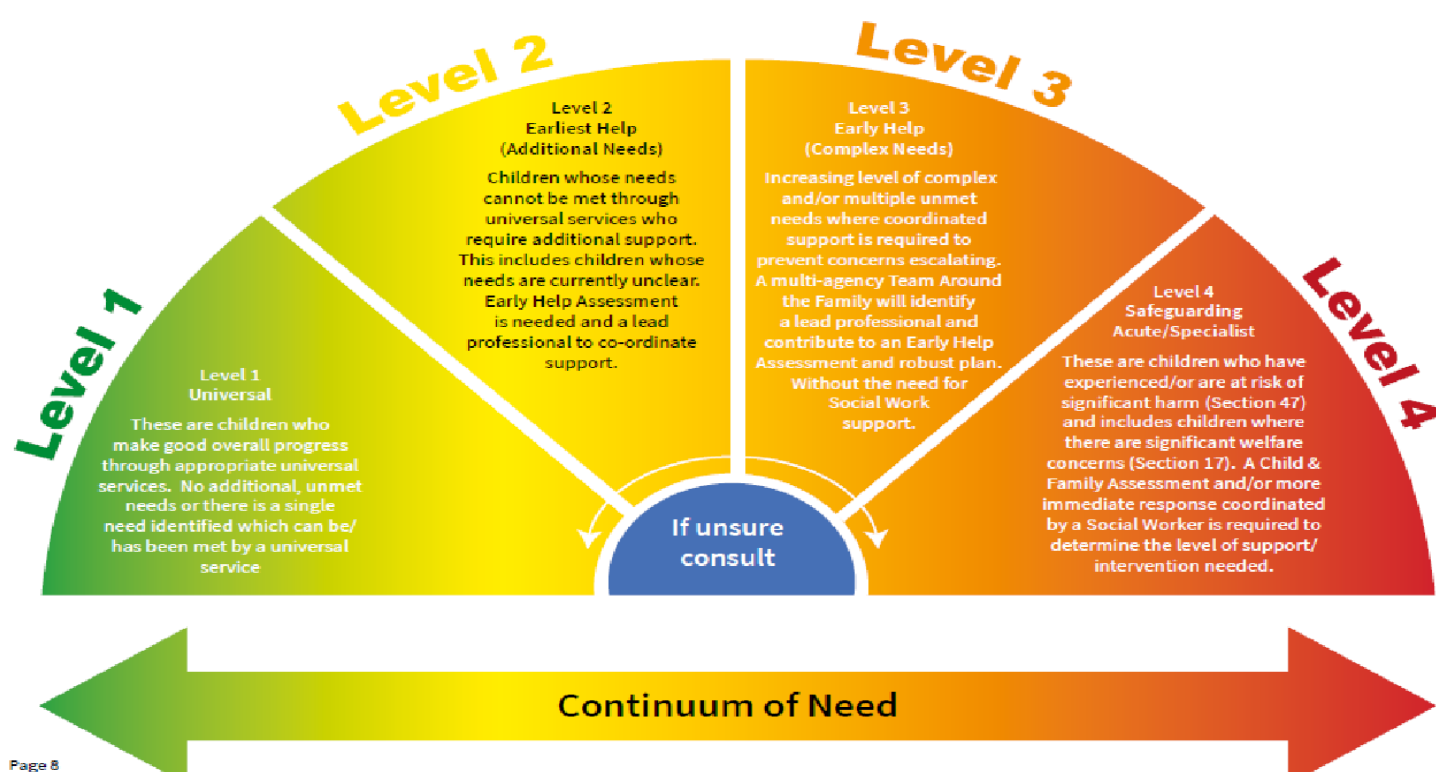 Level 1
Level 1
Universal
These are children who
make good overall progress
through appropriate universal
services.  No additional, unmet
needs or there is a single
need identified which can be/
has been met by a universal
service
Level 2
Level 2
Earliest Help
(Additional Needs)
Children whose needs
cannot be met through
universal services who
require additional support.
This includes children whose
needs are currently unclear.
Early Help Assessment
is needed and a lead
professional to co-ordinate
support.
Level 3
Level 3
Early Help
(Complex Needs)
Increasing level of complex
and/or multiple unmet
needs where coordinated
support is required to
prevent concerns escalating.
A multi-agency Team Around
the Family will identify
a lead professional and
contribute to an Early Help
Assessment and robust plan.
Without the need for
Social Work
support.
Level 4
Level 4
Safeguarding
Acute/Specialist
These are children who have
experienced/or are at risk of
significant harm (Section 47)
and includes children where
there are significant welfare
concerns (Section 17).  A Child &
Family Assessment and/or more
immediate response coordinated
by a Social Worker is required to
determine the level of support/
intervention needed.
If unsure
consult
Continuum of Need
Page 8